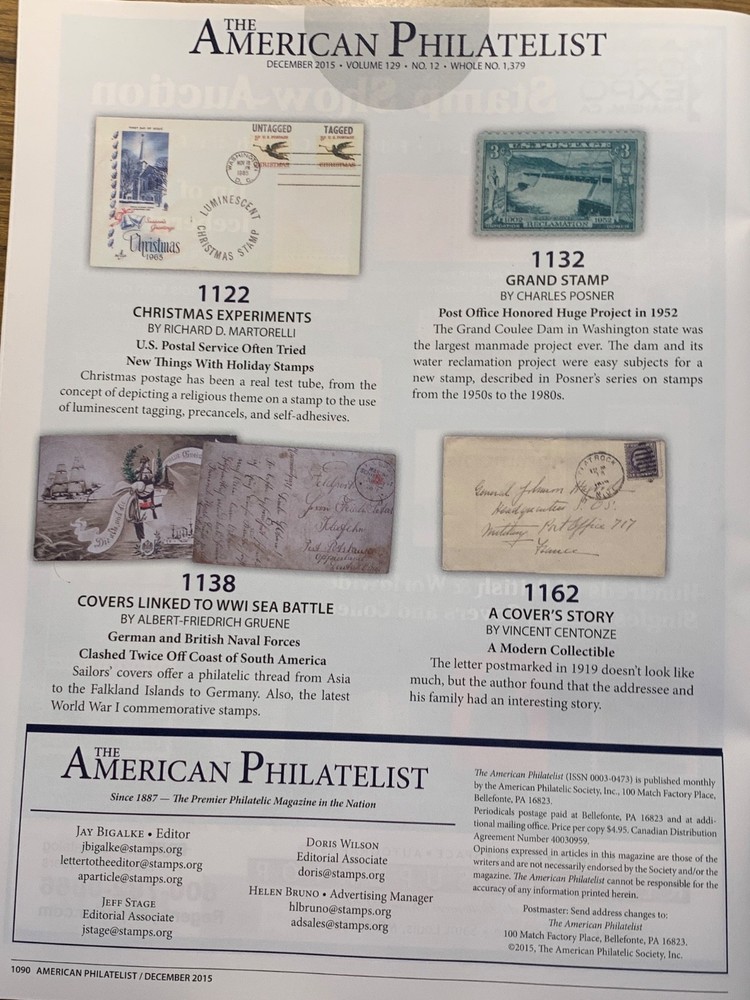 THE
AMERICAN PHILATELIST
DECEMBER 2015 • VOLUME 129 • NO. 12 • WHOLE NO. 1,379
UNTAGGED
TAGGED
CHRISTMAS
CHRISTMAS
WASHINGTON
D. C.
LUMINESCENT
CHRISTMAS STAMP
Christmas
1965
3¢ U.S. POSTAGE 3¢
1902 RECLAMATION 1952
1122
CHRISTMAS EXPERIMENTS
BY RICHARD D. MARTORELLI
U.S. Postal Service Often Tried
New Things With Holiday Stamps
Christmas postage has been a real test tube, from the
concept of depicting a religious theme on a stamp to the use
of luminescent tagging, precancels, and self-adhesives.
1132
GRAND STAMP
BY CHARLES POSNER
Post Office Honored Huge Project in 1952
The Grand Coulee Dam in Washington state was
the largest manmade project ever. The dam and its
water reclamation project were easy subjects for a
new stamp, described in Posner's series on stamps
from the 1950s to the 1980s.
General Johnson
Headquarters S. O. S.
Military Post Office 717
France
1138
COVERS LINKED TO WWI SEA BATTLE
BY ALBERT-FRIEDRICH GRUENE
German and British Naval Forces
Clashed Twice Off Coast of South America
Sailors' covers offer a philatelic thread from Asia
to the Falkland Islands to Germany. Also, the latest
World War I commemorative stamps.
1162
A COVER'S STORY
BY VINCENT CENTONZE
A Modern Collectible
The letter postmarked in 1919 doesn't look like
much, but the author found that the addressee and
his family had an interesting story.
THE
AMERICAN PHILATELIST
Since 1887 — The Premier Philatelic Magazine in the Nation
JAY BIGALKE • Editor
jbigalke@stamps.org
lettertotheeditor@stamps.org
aparticle@stamps.org
JEFF STAGE
Editorial Associate
jstage@stamps.org
DORIS WILSON
Editorial Associate
doris@stamps.org
HELEN BRUNO • Advertising Manager
hlbruno@stamps.org
adsales@stamps.org
The American Philatelist (ISSN 0003-0473) is published monthly
by the American Philatelic Society, Inc., 100 Match Factory Place,
Bellefonte, PA 16823.
Periodicals postage paid at Bellefonte, PA 16823 and at addi-
tional mailing office. Price per copy $4.95. Canadian Distribution
Agreement Number 40030959.
Opinions expressed in articles in this magazine are those of the
writers and are not necessarily endorsed by the Society and/or the
magazine. The American Philatelist cannot be responsible for the
accuracy of any information printed herein.
Postmaster: Send address changes to:
The American Philatelist
100 Match Factory Place, Bellefonte, PA 16823.
©2015, The American Philatelic Society, Inc.
1090 AMERICAN PHILATELIST / DECEMBER 2015